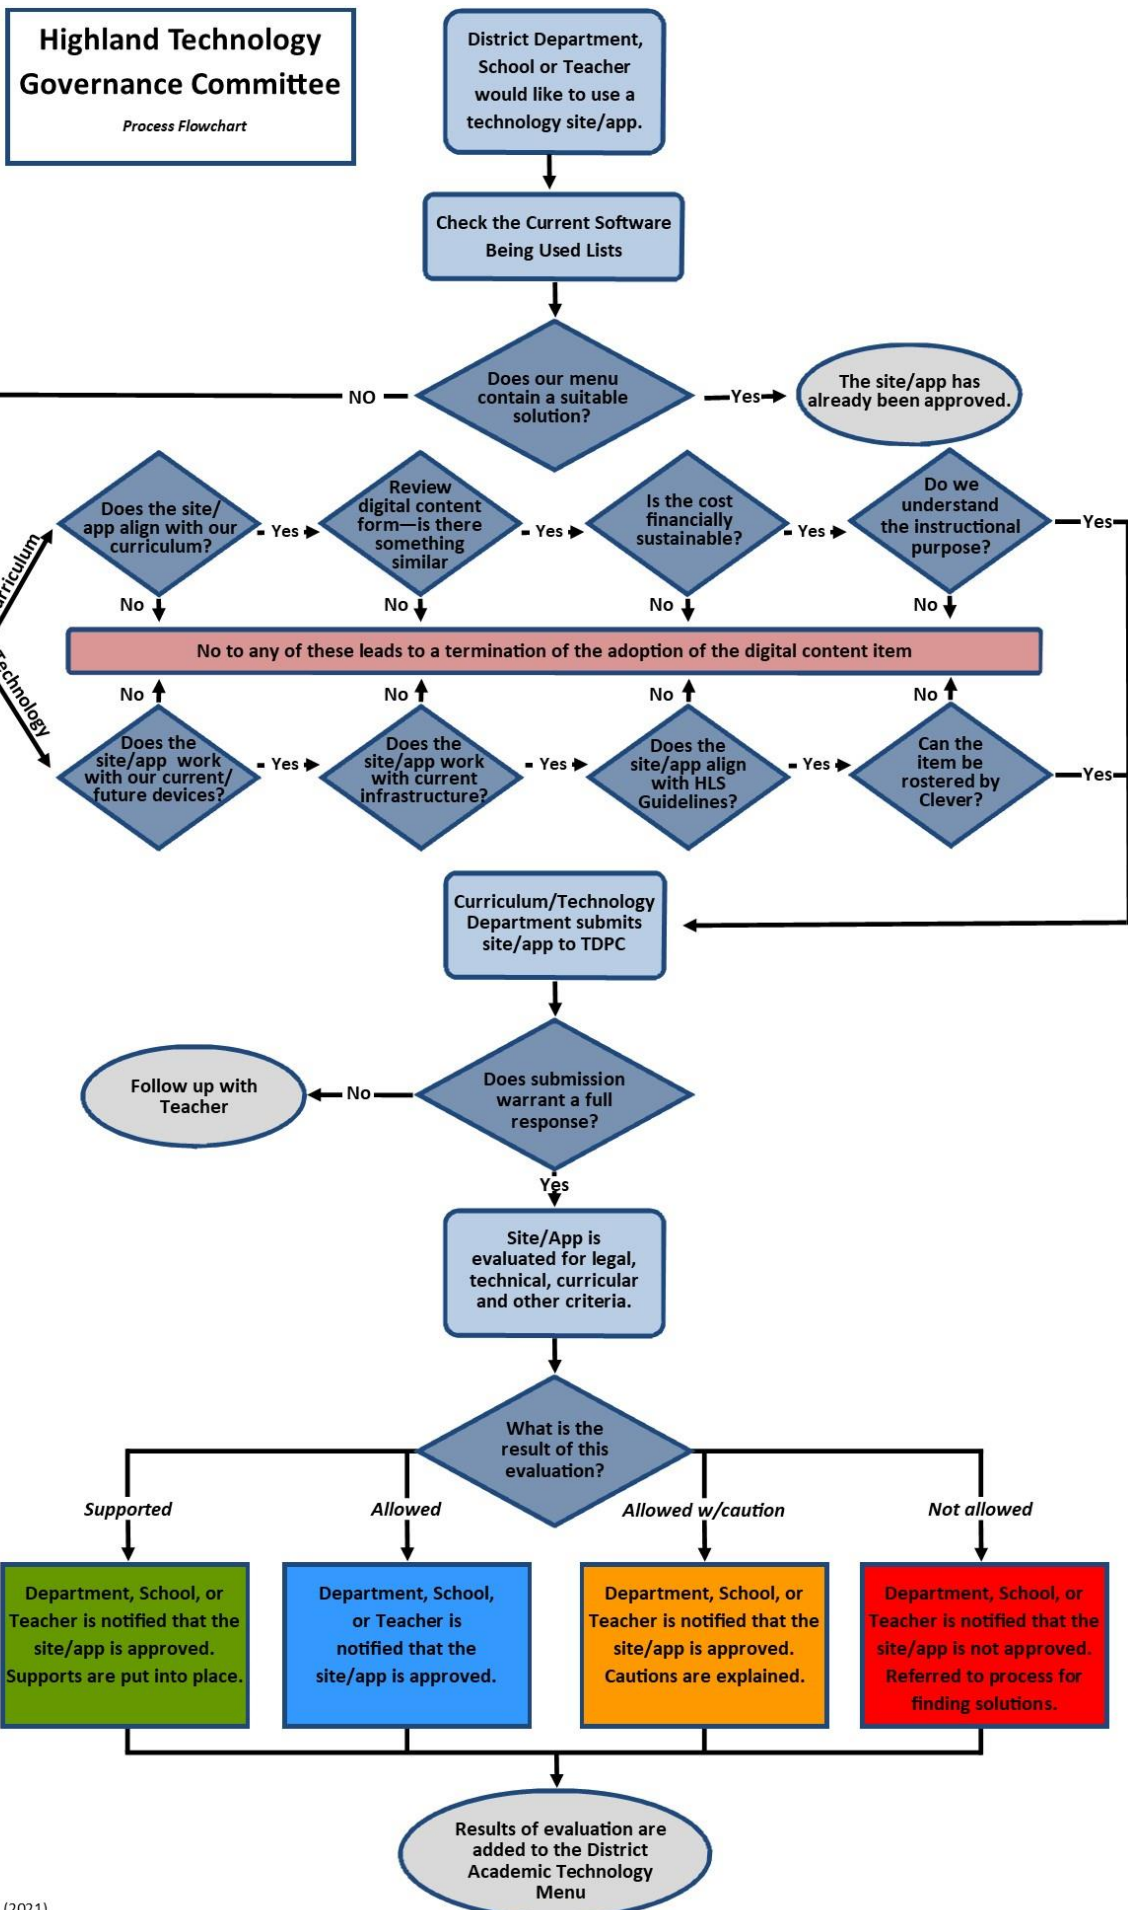 Highland Technology
Governance Committee
Process Flowchart
District Department,
School or Teacher
would like to use a
technology site/app.
Check the Current Software
Being Used Lists
Does our menu
contain a suitable
solution?
NO
Yes
The site/app has
already been approved.
Does the site/
app align with our
curriculum?
Yes
Review
digital content
form—is there
something
similar
Yes
Is the cost
financially
sustainable?
Yes
Do we
understand
the instructional
purpose?
Yes
urriculum
No
No
No
No
No to any of these leads to a termination of the adoption of the digital content item
Technology
No
No
No
No
Does the
site/app work
with our current/
future devices?
Yes
Does the
site/app work
with current
infrastructure?
Yes
Does the
site/app align
with HLS
Guidelines?
Yes
Can the
item be
rostered by
Clever?
Yes
Curriculum/Technology
Department submits
site/app to TDPC
Does submission
warrant a full
response?
No
Follow up with
Teacher
Yes
Site/App is
evaluated for legal,
technical, curricular
and other criteria.
What is the
result of this
evaluation?
Supported
Allowed
Allowed w/caution
Not allowed
Department, School, or
Teacher is notified that the
site/app is approved.
Supports are put into place.
Department, School,
or Teacher is
notified that the
site/app is approved.
Department, School, or
Teacher is notified that the
site/app is approved.
Cautions are explained.
Department, School, or
Teacher is notified that the
site/app is not approved.
Referred to process for
finding solutions.
Results of evaluation are
added to the District
Academic Technology
Menu
(2021)